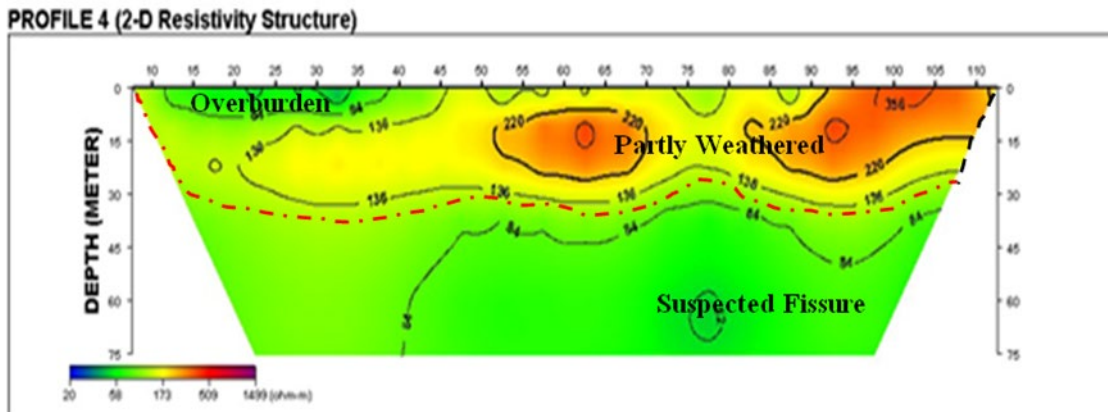 PROFILE 4 (2-D Resistivity Structure)
10 15 20 25 30 35 40 45 50 55 60 65 70 75 80 85 90 95 100 105 110
0 Overburden 84 84 136 356 0
15 136 220 220 Partly Weathered 220 220 15
30 136 136 136 136 30
DEPTH (METER)
45 84 84 84 84 45
60 84 Suspected Fissure 60
75 75
20 58 173 509 1499 (ohm-m)